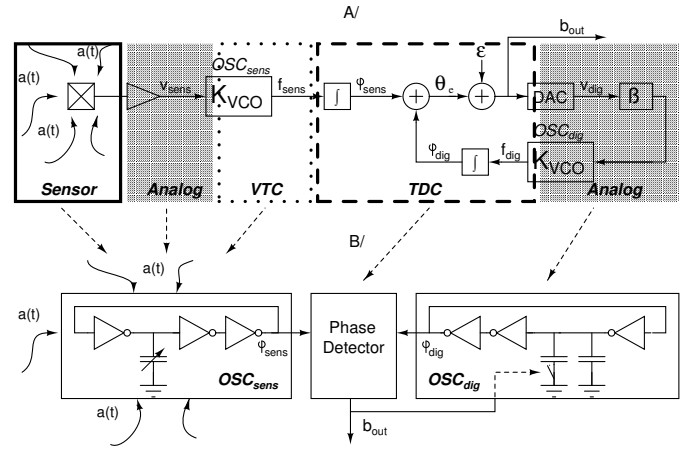 A/
b_out
a(t)
a(t)
a(t)
OSC_sens
v_sens
K_VCO
f_sens
∫
φ_sens
+
θ_e
ε
+
DAC
v_dig
ß
OSC_dig
φ_dig
∫
f_dig
K_VCO
Sensor
Analog
VTC
TDC
Analog
B/
a(t)
a(t)
φ_sens
OSC_sens
a(t)
Phase
Detector
φ_dig
OSC_dig
b_out